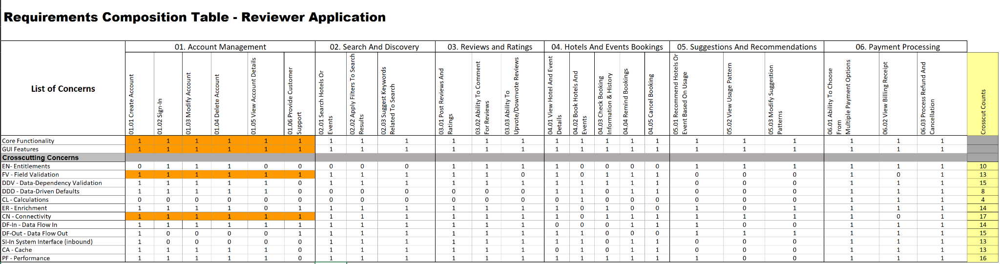 Requirements Composition Table - Reviewer Application
01. Account Management 02. Search And Discovery 03. Reviews and Ratings 04. Hotels And Events Bookings 05. Suggestions And Recommendations 06. Payment Processing
List of Concerns
01.01 Create Account
01.02 Sign-In
01.03 Modify Account
01.04 Delete Account
01.05 View Account Details
01.06 Provide Customer
Support
02.01 Search Hotels Or
Events
02.02 Apply Filters To Search
Results
02.03 Suggest Keywords
Related To Search
03.01 Post Reviews And
Ratings
03.02 Ability To Comment
For Reviews
03.03 Ability To
Upvote/Downvote Reviews
04.01 View Hotel And Event
Details
04.02 Book Hotels And
Events
04.03 Check Booking
Information & History
04.04 Remind Bookings
04.05 Cancel Booking
05.01 Recommend Hotels Or
Event Based On Usage
05.02 View Usage Pattern
05.03 Modify Suggestion
Patterns
06.01 Ability To Choose
From
Multiple Payment Options
06.02 View Billing Receipt
06.03 Process Refund And
Cancellation
Crosscut Counts
Core Functionality 1 1 1 1 1 1 1 1 1 1 1 1 1 1 1 1 1 1 1 1 1 1 1
GUI Features 1 1 1 1 1 1 1 1 1 1 1 1 1 1 1 1 1 1 1 1 1 1 1
Crosscutting Concerns
EN- Entitlements 0 1 1 1 0 0 0 0 0 1 1 1 1 0 0 0 0 1 1 1 1 1 1 10
FV - Field Validation 1 1 1 1 1 1 1 1 1 1 1 0 1 0 1 1 1 0 0 0 1 0 1 13
DDV - Data-Dependency Validation 1 1 1 1 1 0 1 1 1 1 1 1 1 1 1 1 1 0 0 0 1 1 1 15
DDD - Data-Driven Defaults 1 1 1 1 1 0 0 0 0 0 0 0 1 1 0 1 1 0 0 0 1 1 1 8
CL - Calculations 0 0 0 0 0 0 0 0 0 0 0 0 0 1 0 0 0 0 0 0 1 1 1 4
ER - Enrichment 1 1 1 1 0 1 1 1 1 1 1 1 1 0 1 0 0 1 0 1 1 1 1 14
CN - Connectivity 1 1 1 1 1 1 1 1 1 1 1 1 1 1 1 1 1 1 1 1 1 0 1 17
DF-In - Data Flow In 1 1 1 1 1 1 1 1 1 1 1 1 0 0 0 1 1 1 0 0 1 1 1 14
DF-Out - Data Flow Out 1 0 0 0 0 1 1 1 1 1 1 1 1 1 0 0 0 1 1 1 1 1 1 15
SI-In System Interface (inbound) 1 0 0 0 0 0 1 1 1 1 1 1 1 1 0 1 1 0 0 0 1 1 1 13
CA - Cache 1 1 1 1 1 0 1 1 1 1 1 1 0 1 0 1 1 0 0 0 1 1 1 13
PF - Performance 1 1 1 1 1 0 1 1 1 1 1 1 1 1 1 1 1 1 0 0 1 1 1 16